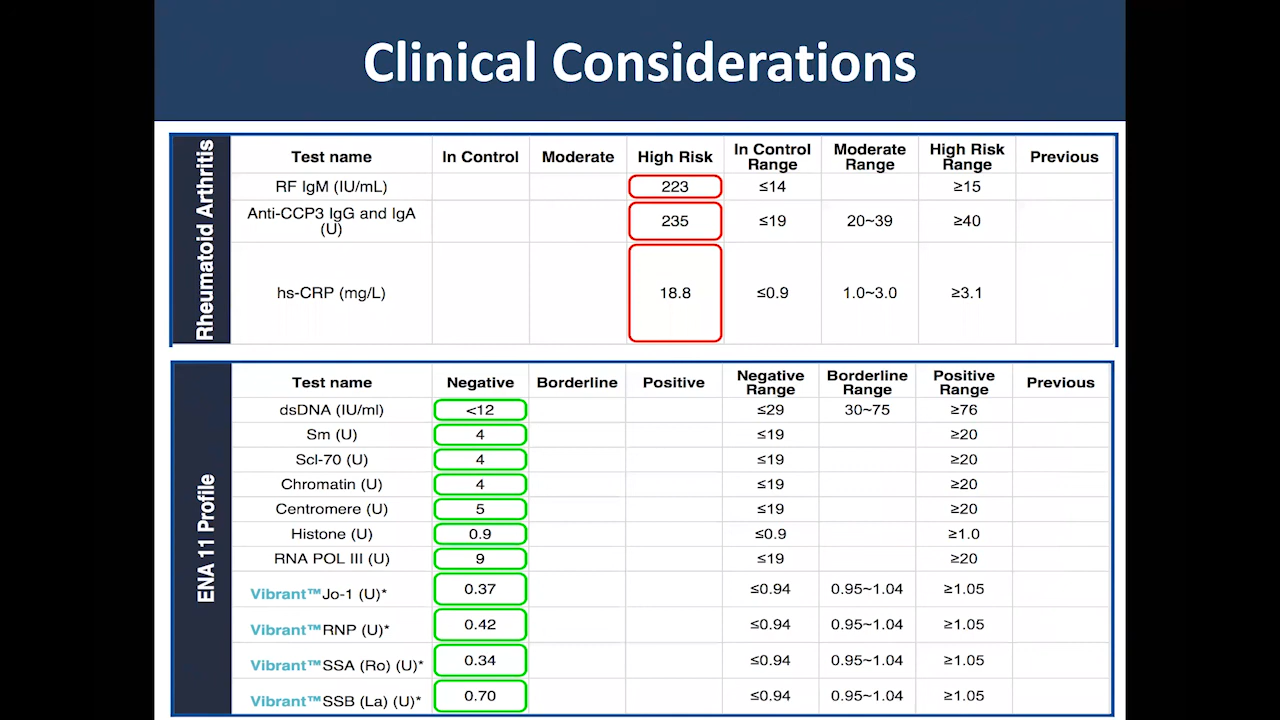 Clinical Considerations
Rheumatoid Arthritis
Test name In Control Moderate High Risk In Control Range Moderate Range High Risk Range Previous
RF IgM (IU/mL) 223 ≤14 ≥15
Anti-CCP3 IgG and IgA (U) 235 ≤19 20~39 ≥40
hs-CRP (mg/L) 18.8 ≤0.9 1.0~3.0 ≥3.1
ENA 11 Profile
Test name Negative Borderline Positive Negative Range Borderline Range Positive Range Previous
dsDNA (IU/ml) <12 ≤29 30~75 ≥76
Sm (U) 4 ≤19 ≥20
Scl-70 (U) 4 ≤19 ≥20
Chromatin (U) 4 ≤19 ≥20
Centromere (U) 5 ≤19 ≥20
Histone (U) 0.9 ≤0.9 ≥1.0
RNA POL III (U) 9 ≤19 ≥20
Vibrant™Jo-1 (U)* 0.37 ≤0.94 0.95~1.04 ≥1.05
Vibrant™RNP (U)* 0.42 ≤0.94 0.95~1.04 ≥1.05
Vibrant™SSA (Ro) (U)* 0.34 ≤0.94 0.95~1.04 ≥1.05
Vibrant™SSB (La) (U)* 0.70 ≤0.94 0.95~1.04 ≥1.05